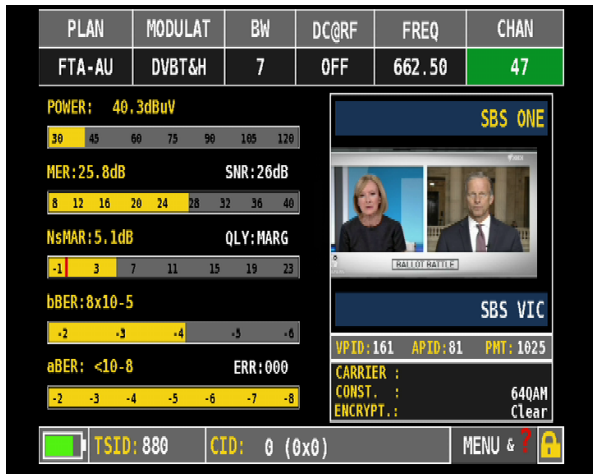 PLAN MODULAT BW DC@RF FREQ CHAN
FTA-AU DVBT&H 7 OFF 662.50 47
POWER: 40.3dBuV
30 45 60 75 90 105 120
MER:25.8dB SNR:26dB
8 12 16 20 24 28 32 36 40
NsMAR:5.1dB QLY:MARG
-1 3 7 11 15 19 23
bBER:8x10-5
-2 -3 -4 -5 -6
aBER: <10-8 ERR:000
-2 -3 -4 -5 -6 -7 -8
SBS ONE
BALLOT BATTLE
SBS VIC
VPID:161 APID:81 PMT:1025
CARRIER :
CONST. : 64QAM
ENCRYPT.: Clear
TSID:880 CID: 0 (0x0) MENU & ?